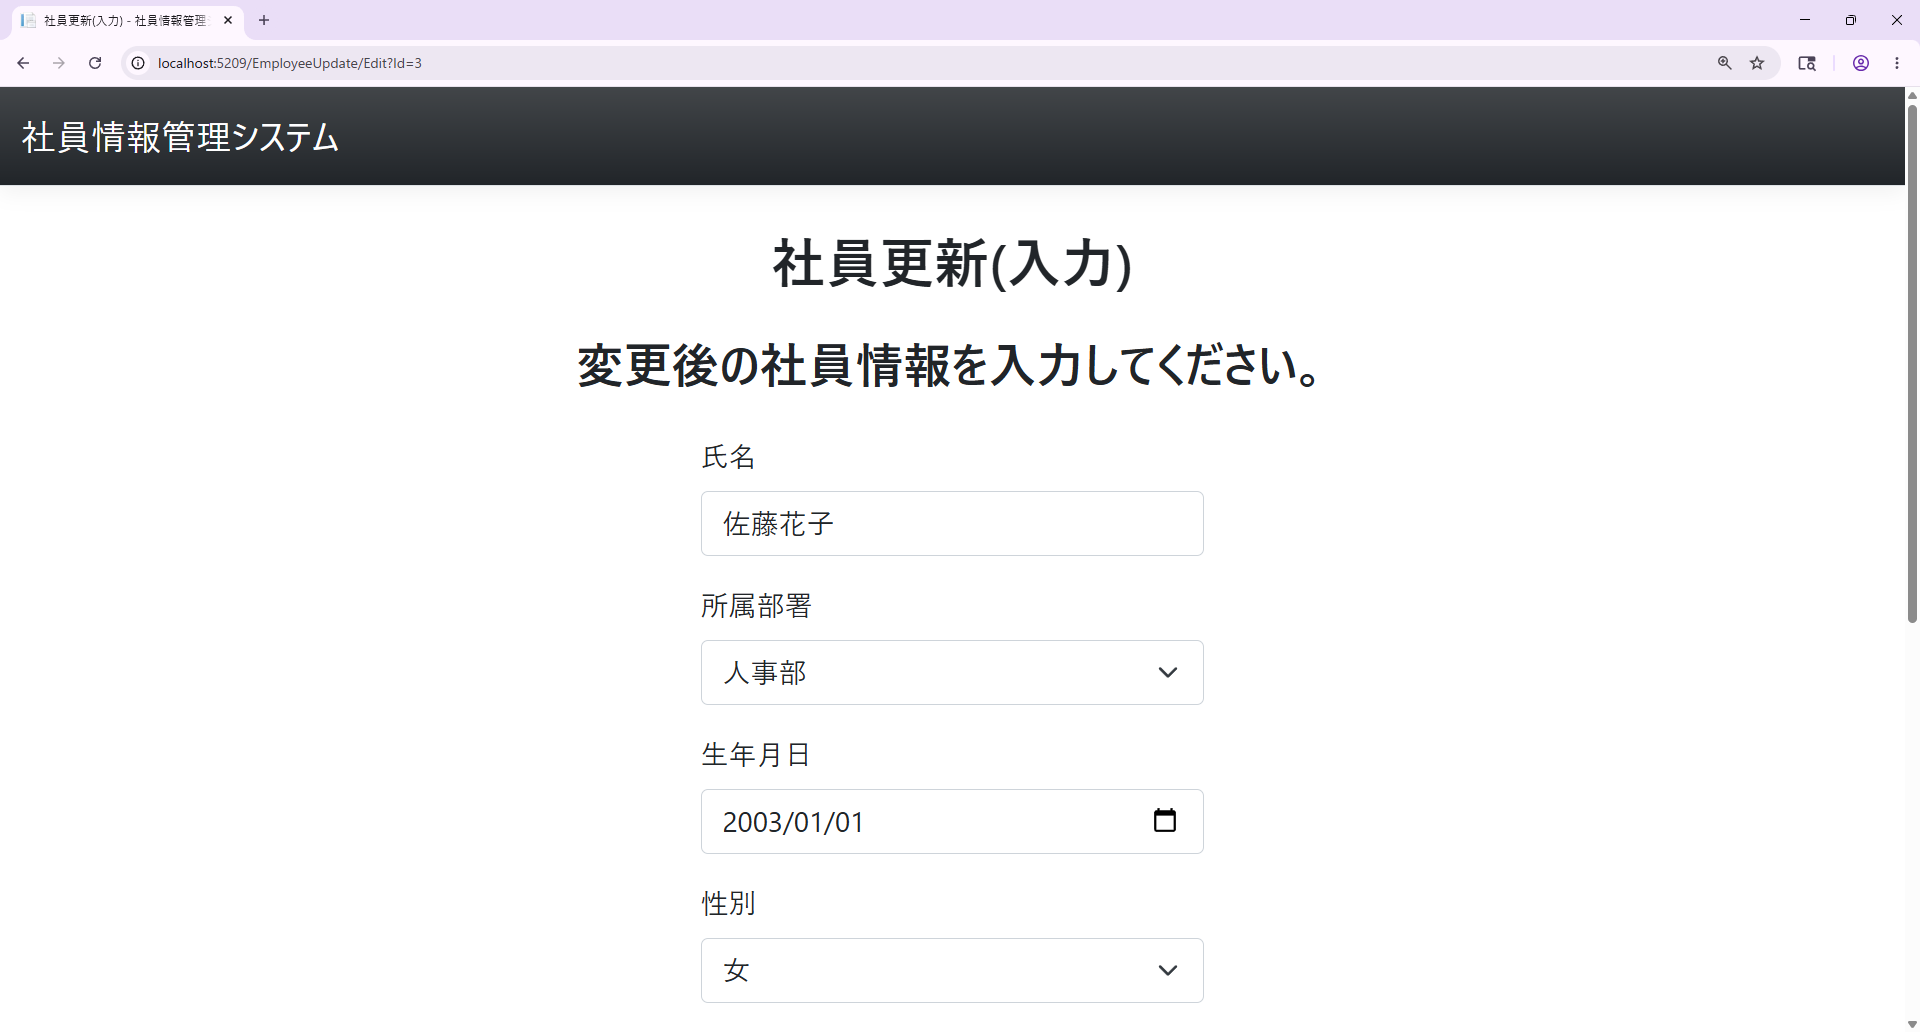 社員更新(入力) - 社員情報管理
localhost:5209/EmployeeUpdate/Edit?Id=3
社員情報管理システム
社員更新(入力)
変更後の社員情報を入力してください。
氏名
佐藤花子
所属部署
人事部
生年月日
2003/01/01
性別
女